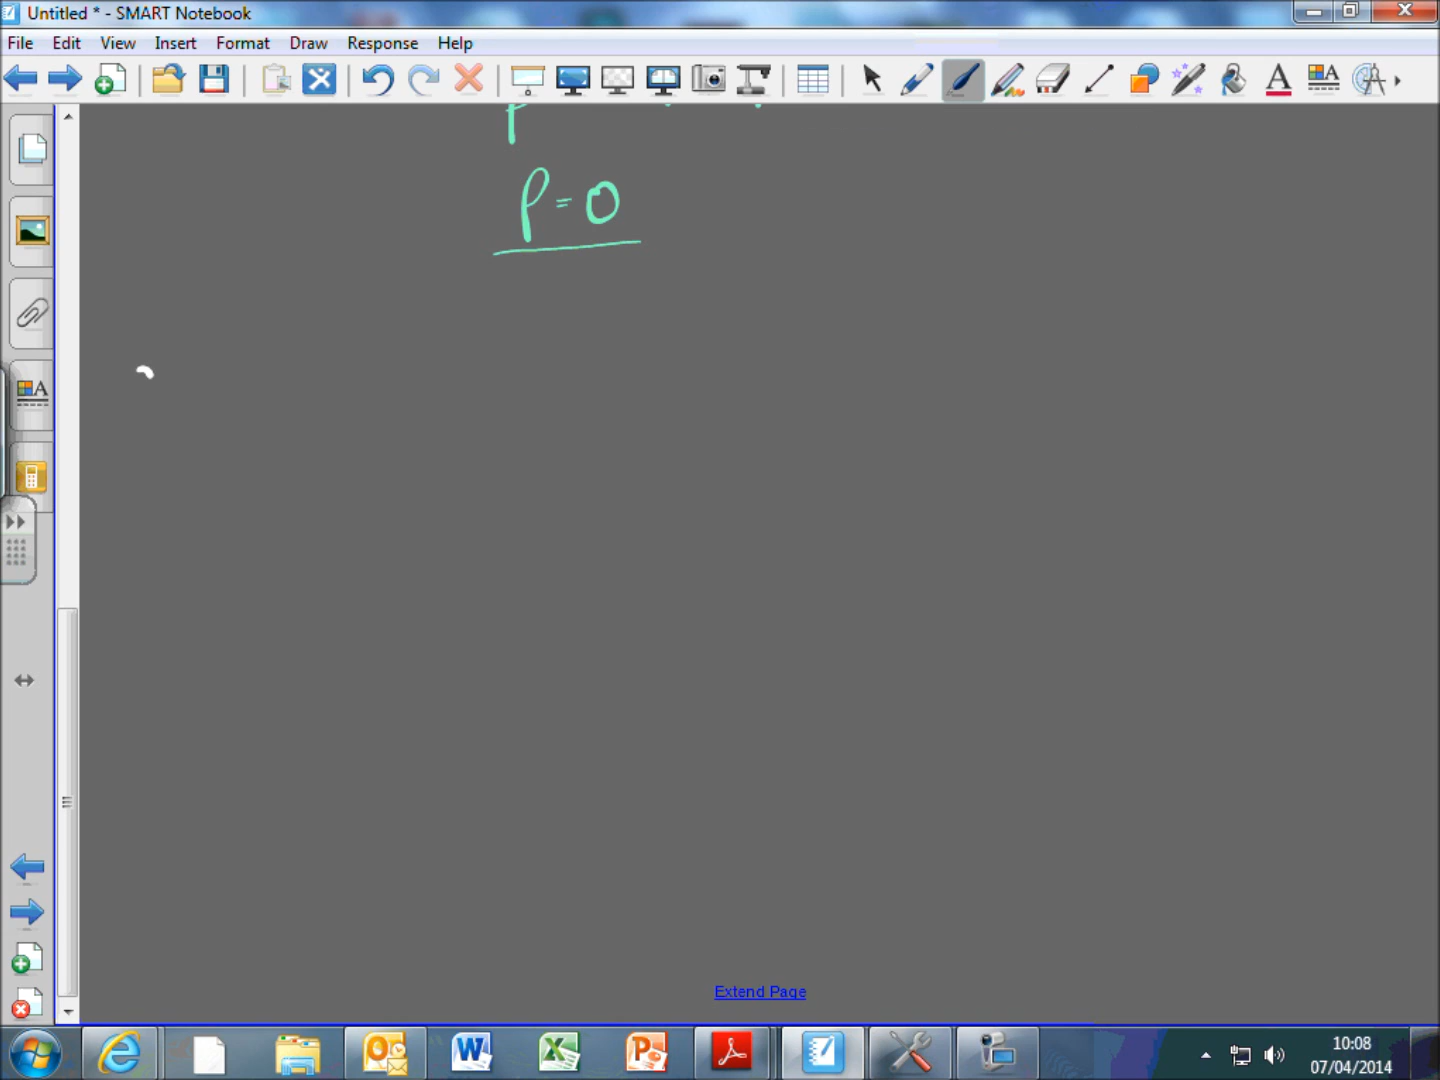 Untitled * - SMART Notebook
File Edit View Insert Format Draw Response Help
p
P = 0
Extend Page
10:08
07/04/2014